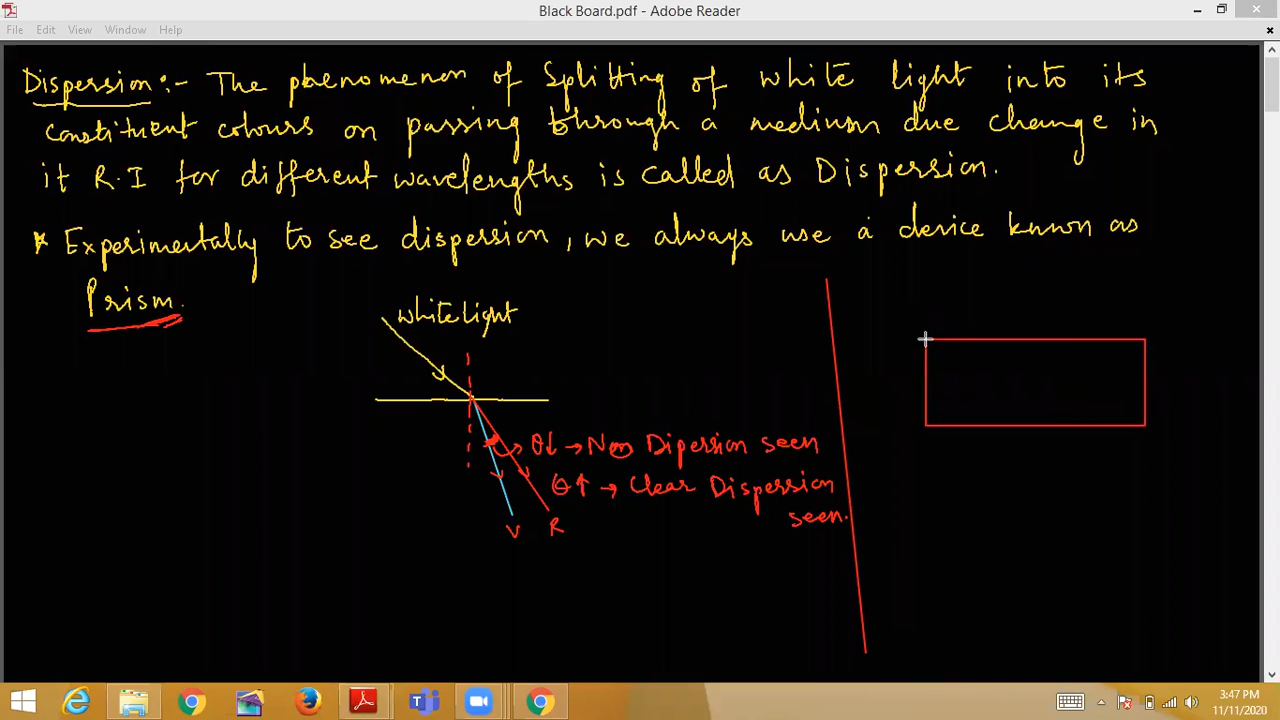 Black Board.pdf - Adobe Reader
File Edit View Window Help
Dispersion:- The phenomenon of Splitting of white light into its
constituent colours on passing through a medium due change in
it R.I for different wavelengths is called as Dispersion.
* Experimentally to see dispersion, we always use a device known as
Prism.
white light
θ↓ → Non Dipersion seen
θ↑ → Clear Dispersion
seen.
V R
3:47 PM
11/11/2020